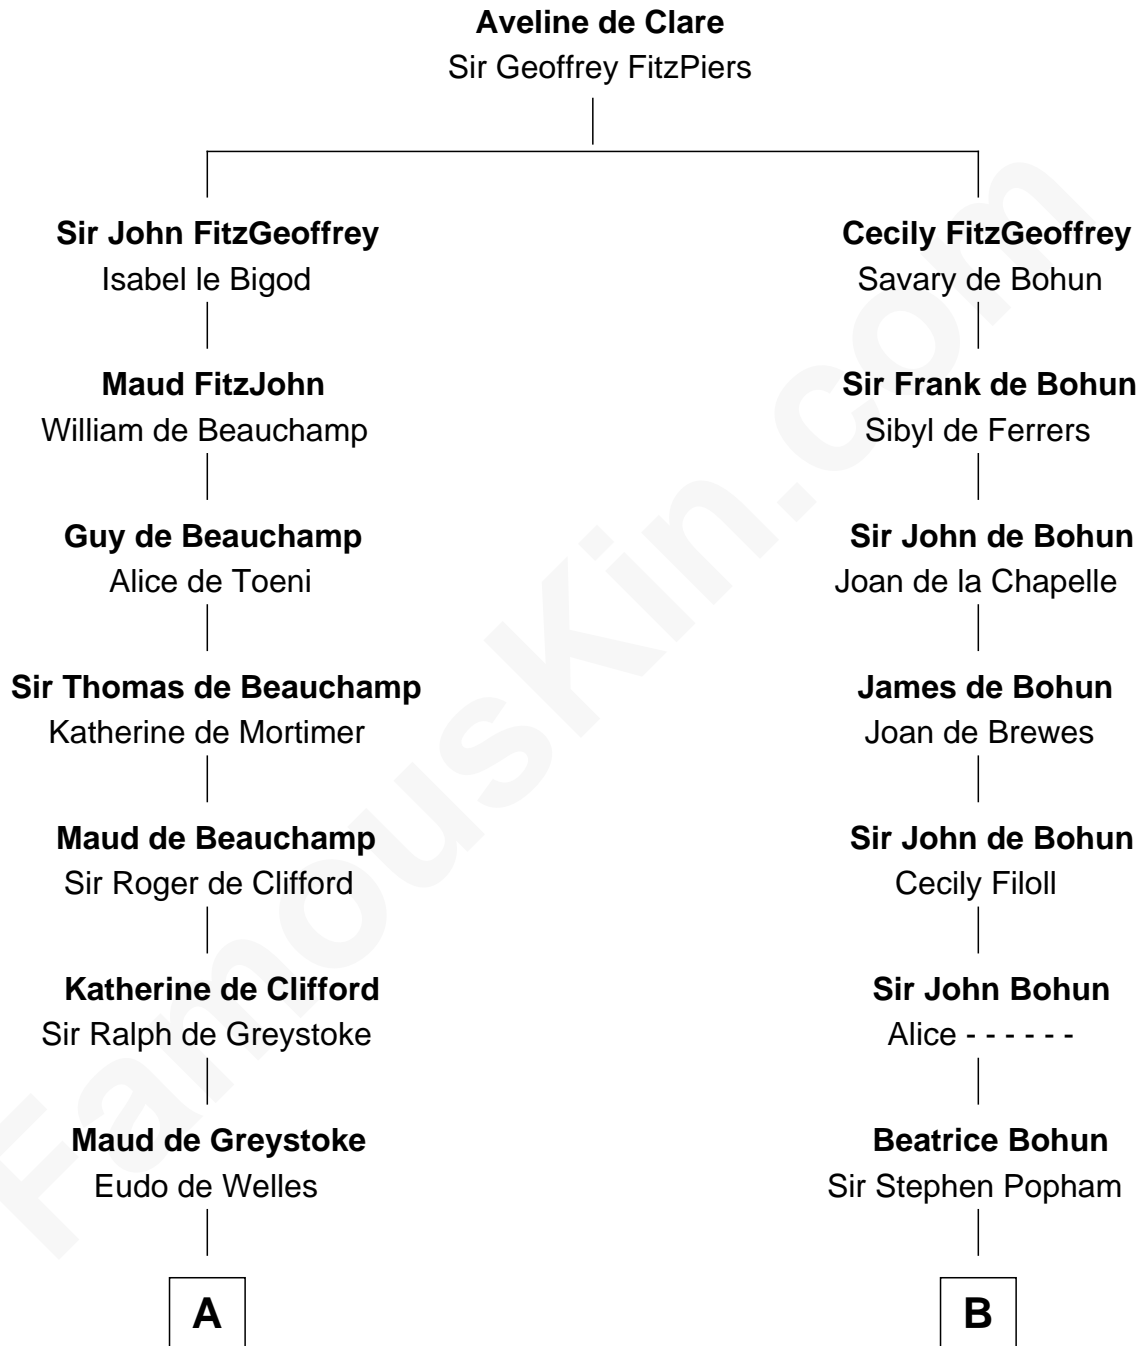 Aveline de Clare
Sir Geoffrey FitzPiers
Sir John FitzGeoffrey
Isabel le Bigod
Maud FitzJohn
William de Beauchamp
Guy de Beauchamp
Alice de Toeni
Sir Thomas de Beauchamp
Katherine de Mortimer
Maud de Beauchamp
Sir Roger de Clifford
Katherine de Clifford
Sir Ralph de Greystoke
Maud de Greystoke
Eudo de Welles
A
Cecily FitzGeoffrey
Savary de Bohun
Sir Frank de Bohun
Sibyl de Ferrers
Sir John de Bohun
Joan de la Chapelle
James de Bohun
Joan de Brewes
Sir John de Bohun
Cecily Filoll
Sir John Bohun
Alice - - - - - -
Beatrice Bohun
Sir Stephen Popham
B
FamousKin.com